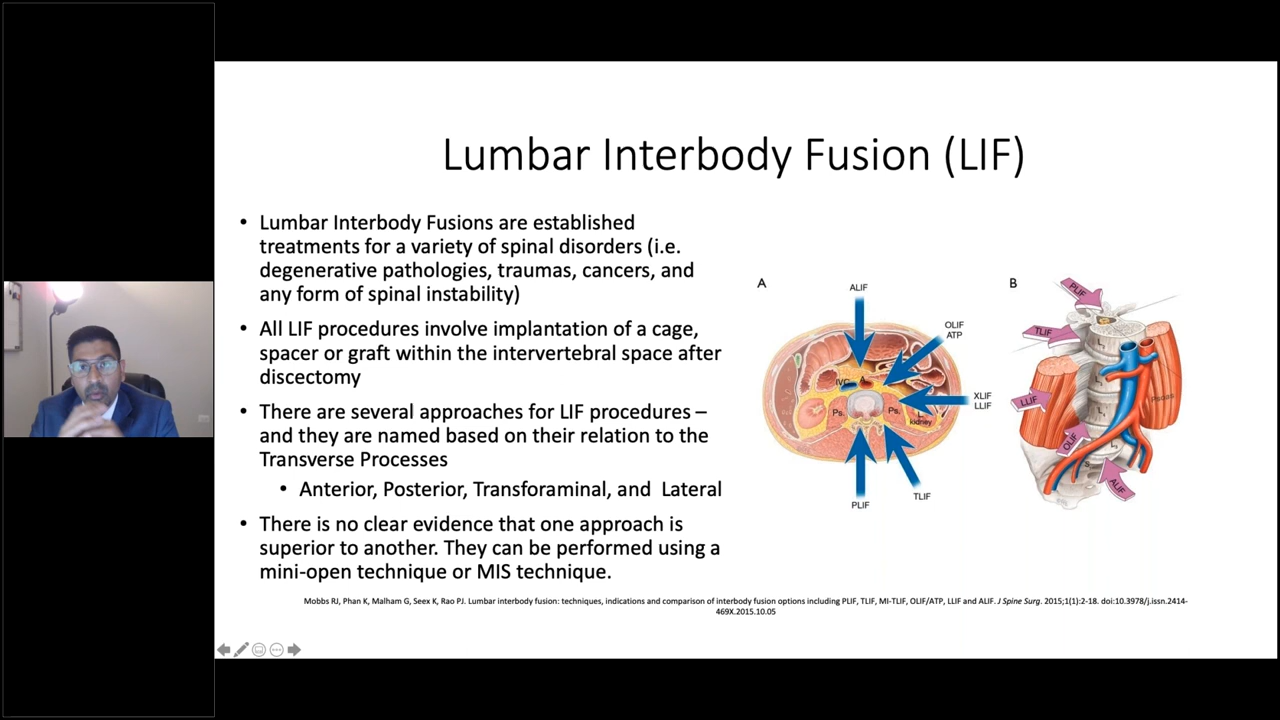 Lumbar Interbody Fusion (LIF)
• Lumbar Interbody Fusions are established
treatments for a variety of spinal disorders (i.e.
degenerative pathologies, traumas, cancers, and
any form of spinal instability)
• All LIF procedures involve implantation of a cage,
spacer or graft within the intervertebral space after
discectomy
• There are several approaches for LIF procedures –
and they are named based on their relation to the
Transverse Processes
• Anterior, Posterior, Transforaminal, and Lateral
• There is no clear evidence that one approach is
superior to another. They can be performed using a
mini-open technique or MIS technique.
A
ALIF
OLIF
ATP
XLIF
LLIF
TLIF
PLIF
IVC
A
Ps.
Ps.
L
kidney
B
PLIF
TLIF
LLIF
OLIF
ALIF
Psoas
Mobbs RJ, Phan K, Malham G, Seex K, Rao PJ. Lumbar interbody fusion: techniques, indications and comparison of interbody fusion options including PLIF, TLIF, MI-TLIF, OLIF/ATP, LLIF and ALIF. J Spine Surg. 2015;1(1):2-18. doi:10.3978/j.issn.2414-
469X.2015.10.05